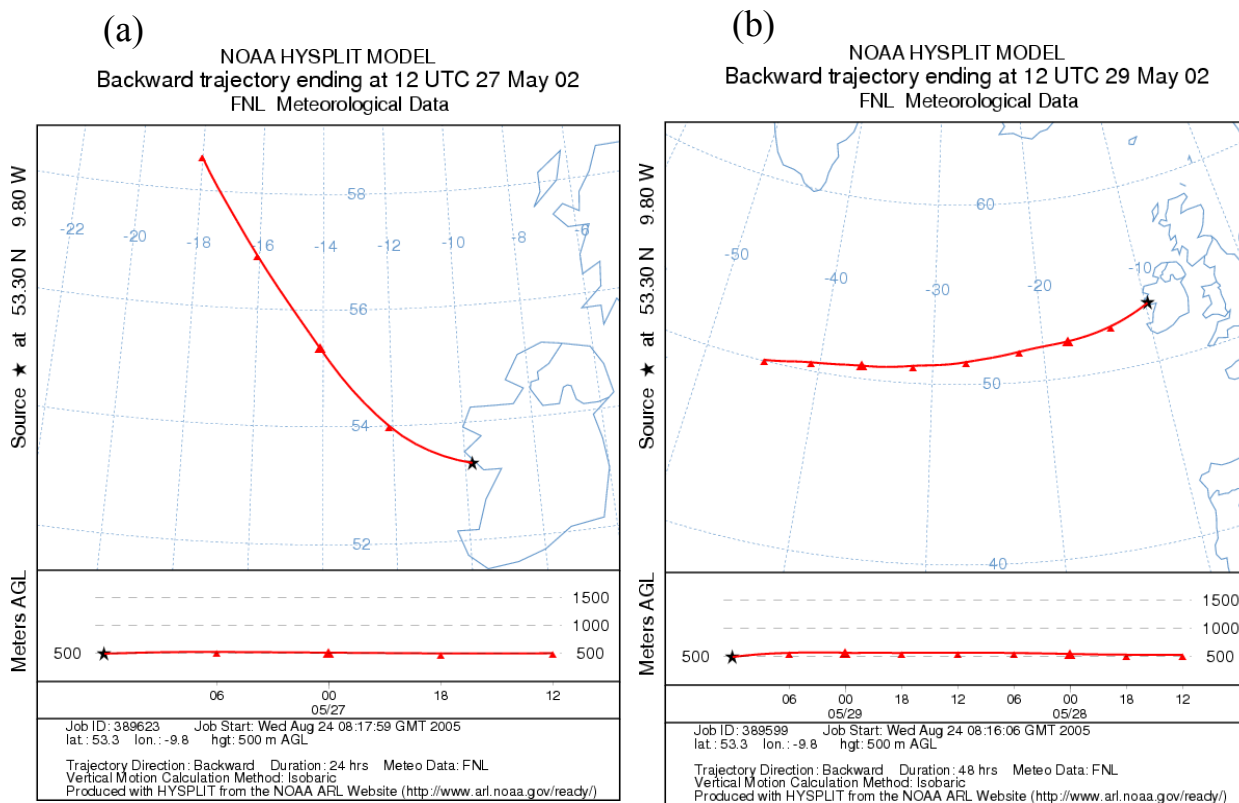 (a)
NOAA HYSPLIT MODEL
Backward trajectory ending at 12 UTC 27 May 02
FNL Meteorological Data
Source ★ at 53.30 N 9.80 W
58
-22
-20
-18
-16
-14
-12
-10
-8
-6
56
54
52
Meters AGL
1500
1000
500
500
06
00
18
12
05/27
Job ID: 389623 Job Start: Wed Aug 24 08:17:59 GMT 2005
lat.: 53.3 lon.: -9.8 hgt: 500 m AGL
Trajectory Direction: Backward Duration: 24 hrs Meteo Data: FNL
Vertical Motion Calculation Method: Isobaric
Produced with HYSPLIT from the NOAA ARL Website (http://www.arl.noaa.gov/ready/)
(b)
NOAA HYSPLIT MODEL
Backward trajectory ending at 12 UTC 29 May 02
FNL Meteorological Data
Source ★ at 53.30 N 9.80 W
60
-50
-40
-30
-20
-10
50
40
Meters AGL
1500
1000
500
500
06
00
18
12
06
00
18
12
05/29
05/28
Job ID: 389599 Job Start: Wed Aug 24 08:16:06 GMT 2005
lat.: 53.3 lon.: -9.8 hgt: 500 m AGL
Trajectory Direction: Backward Duration: 48 hrs Meteo Data: FNL
Vertical Motion Calculation Method: Isobaric
Produced with HYSPLIT from the NOAA ARL Website (http://www.arl.noaa.gov/ready/)